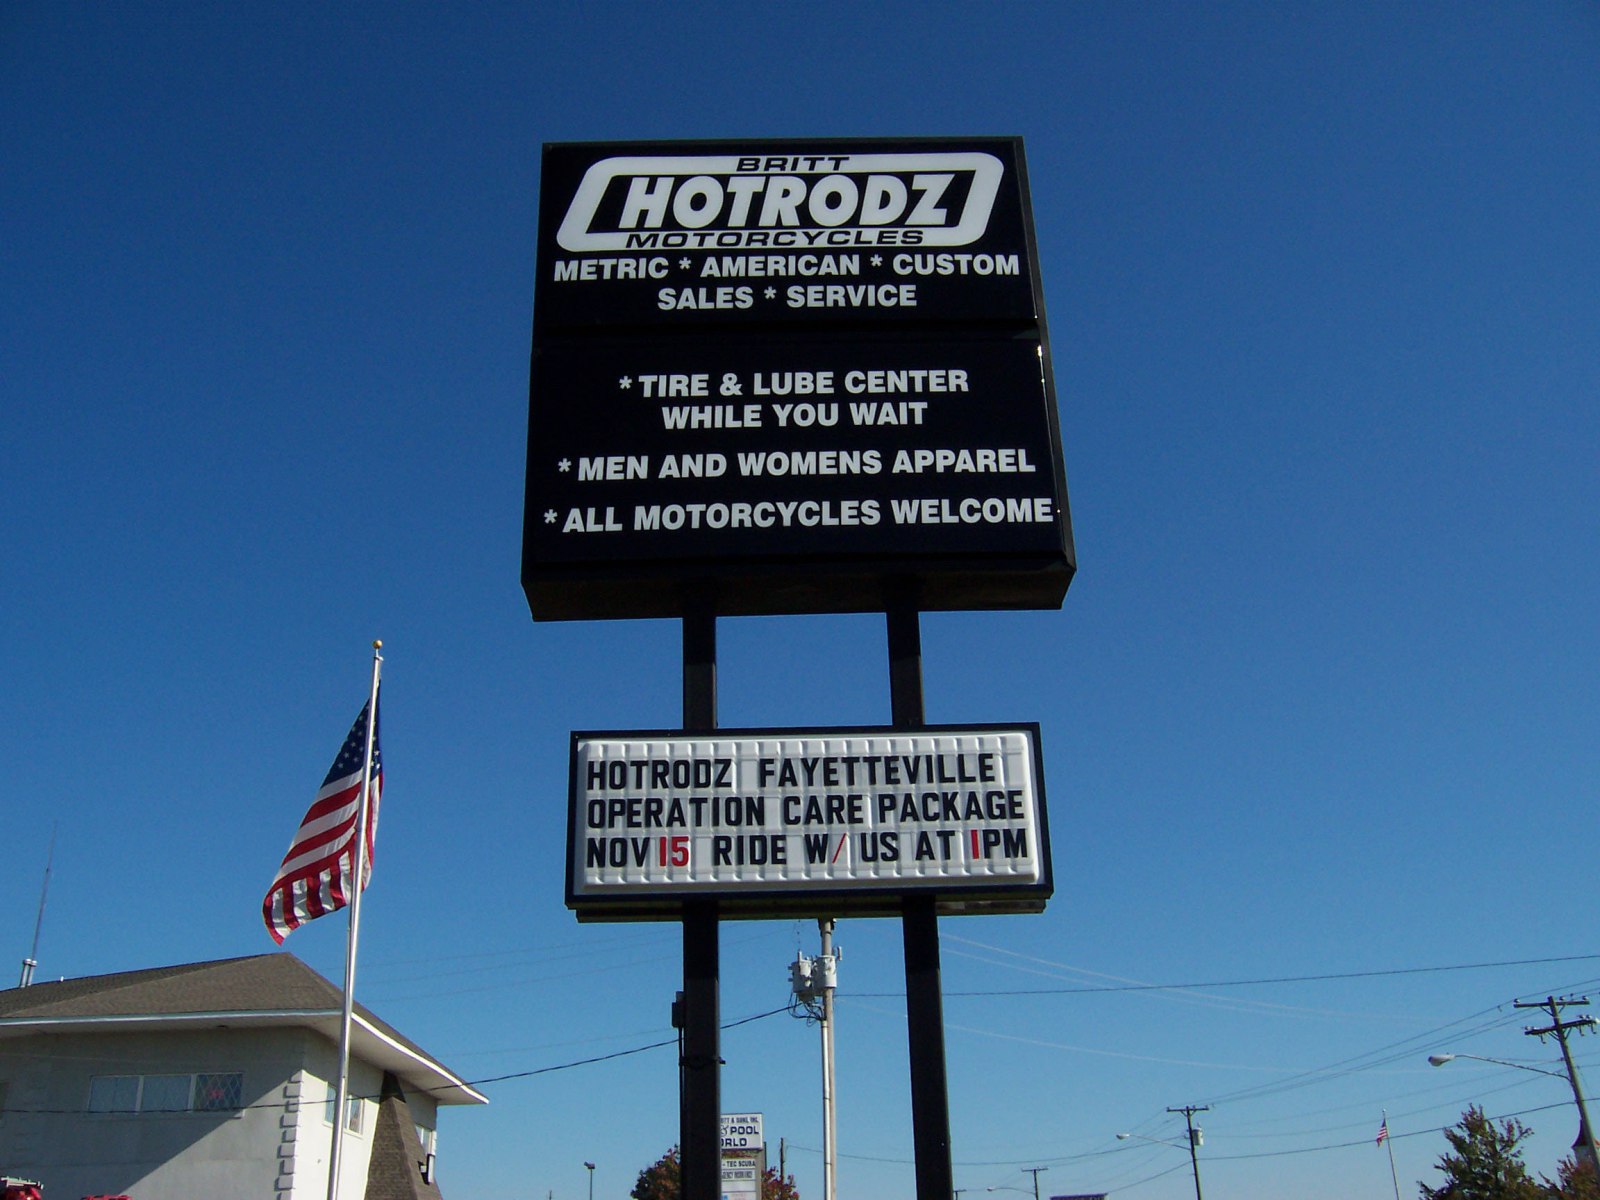 BRITT
HOTRODZ
MOTORCYCLES
METRIC * AMERICAN * CUSTOM
SALES * SERVICE
* TIRE & LUBE CENTER
WHILE YOU WAIT
* MEN AND WOMENS APPAREL
* ALL MOTORCYCLES WELCOME
HOTRODZ FAYETTEVILLE
OPERATION CARE PACKAGE
NOV 15 RIDE W/ US AT 1PM
POOL